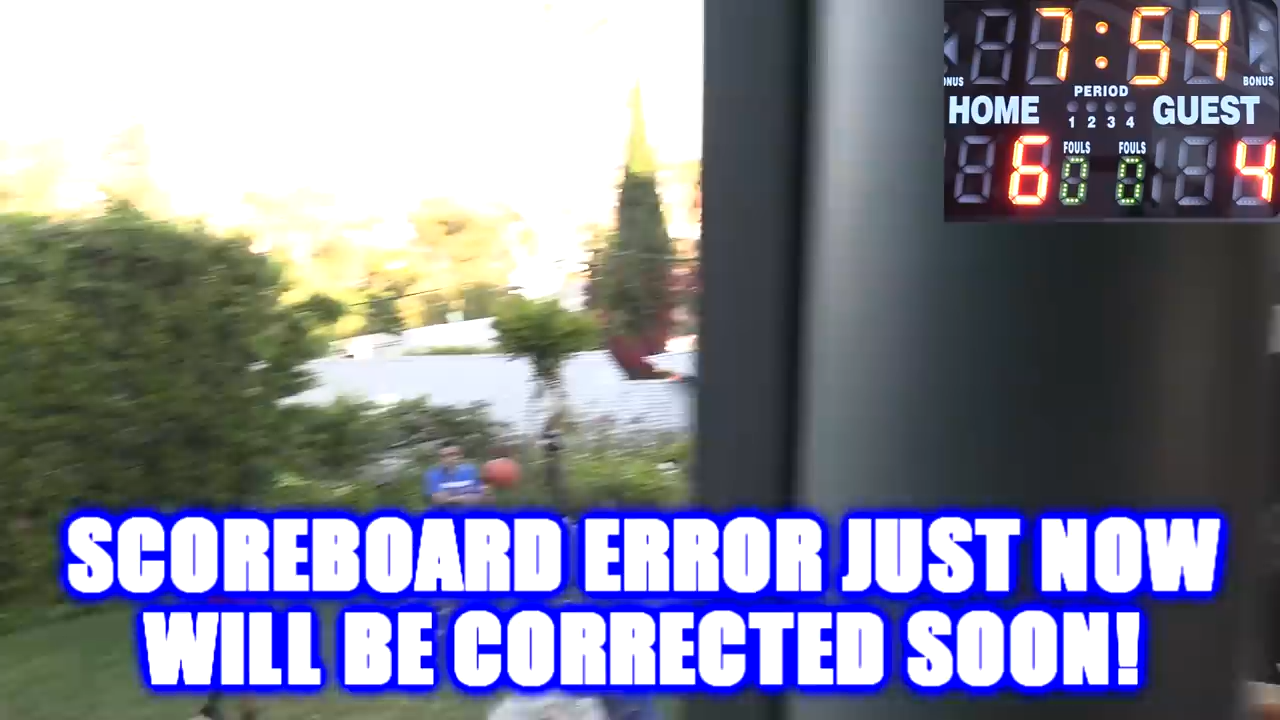 7:54
BONUS BONUS
PERIOD
HOME 1 2 3 4 GUEST
FOULS FOULS
6 0 0 4
SCOREBOARD ERROR JUST NOW
WILL BE CORRECTED SOON!